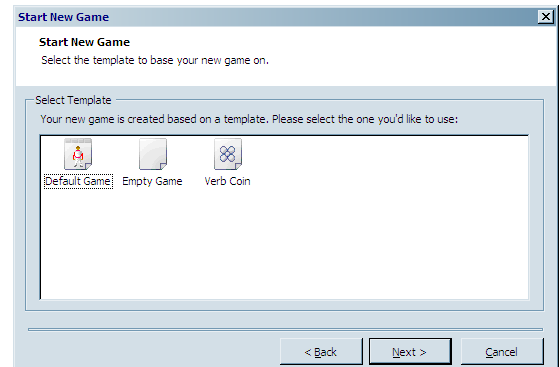 Start New Game
Start New Game
Select the template to base your new game on.
Select Template
Your new game is created based on a template. Please select the one you'd like to use:
Default Game Empty Game Verb Coin
< Back Next > Cancel